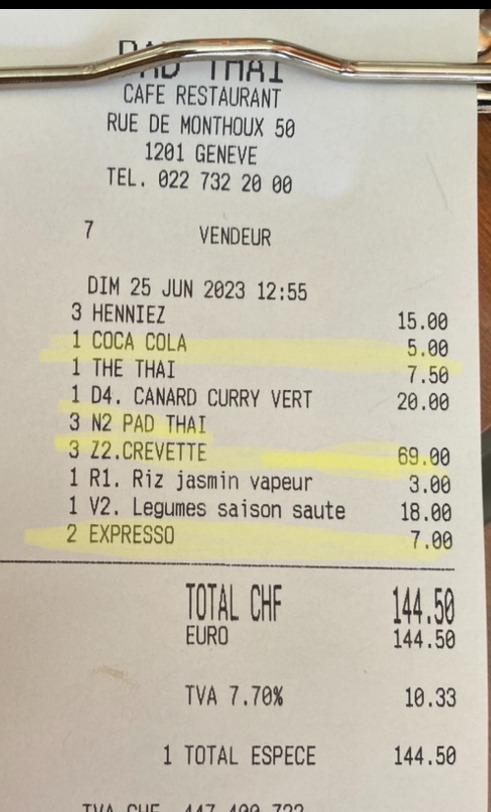 PAD THAI
CAFE RESTAURANT
RUE DE MONTHOUX 50
1201 GENEVE
TEL. 022 732 20 00
7 VENDEUR
DIM 25 JUN 2023 12:55
3 HENNIEZ 15.00
1 COCA COLA 5.00
1 THE THAI 7.50
1 D4. CANARD CURRY VERT 20.00
3 N2 PAD THAI
3 Z2.CREVETTE 69.00
1 R1. Riz jasmin vapeur 3.00
1 V2. Legumes saison saute 18.00
2 EXPRESSO 7.00
TOTAL CHF 144.50
EURO 144.50
TVA 7.70% 10.33
1 TOTAL ESPECE 144.50
TVA CHE